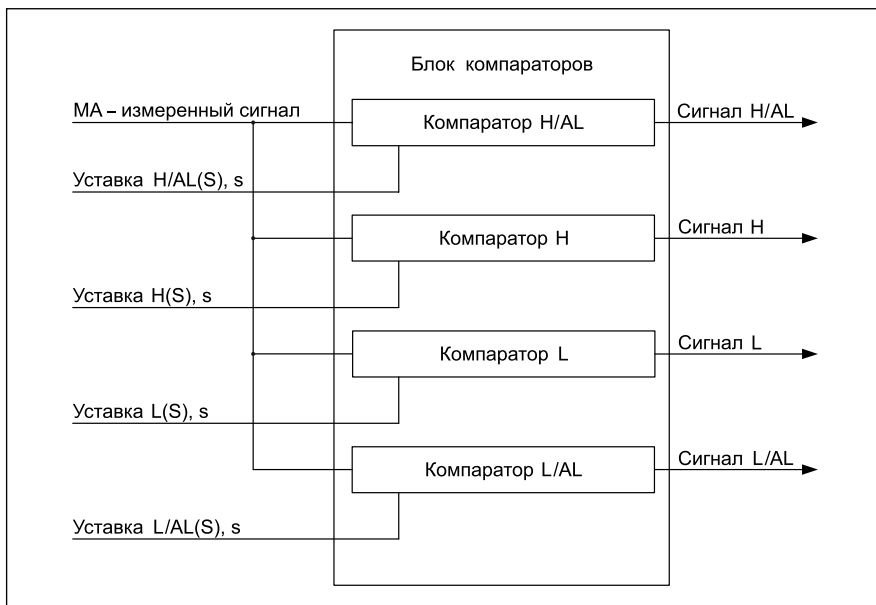 Блок компараторов
МА – измеренный сигнал
Компаратор H/AL
Сигнал H/AL
Уставка H/AL(S), s
Компаратор H
Сигнал H
Уставка H(S), s
Компаратор L
Сигнал L
Уставка L(S), s
Компаратор L/AL
Сигнал L/AL
Уставка L/AL(S), s